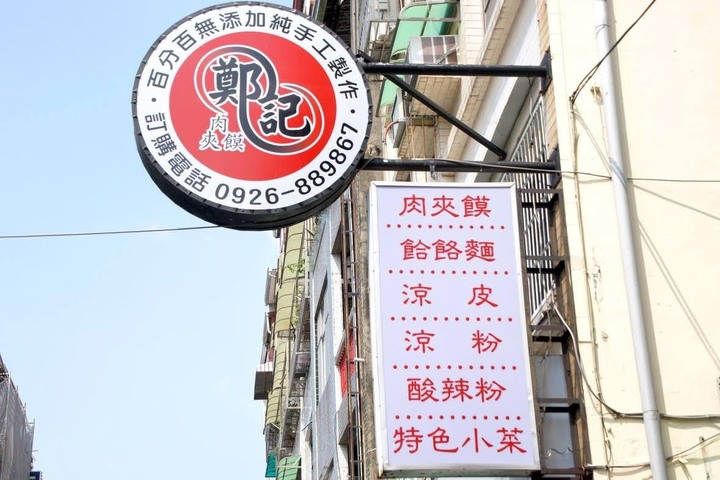 百分百無添加純手工製作
鄭記
肉夾饃
訂購電話 0926-889867
肉夾饃
餄餎麵
涼皮
涼粉
酸辣粉
特色小菜